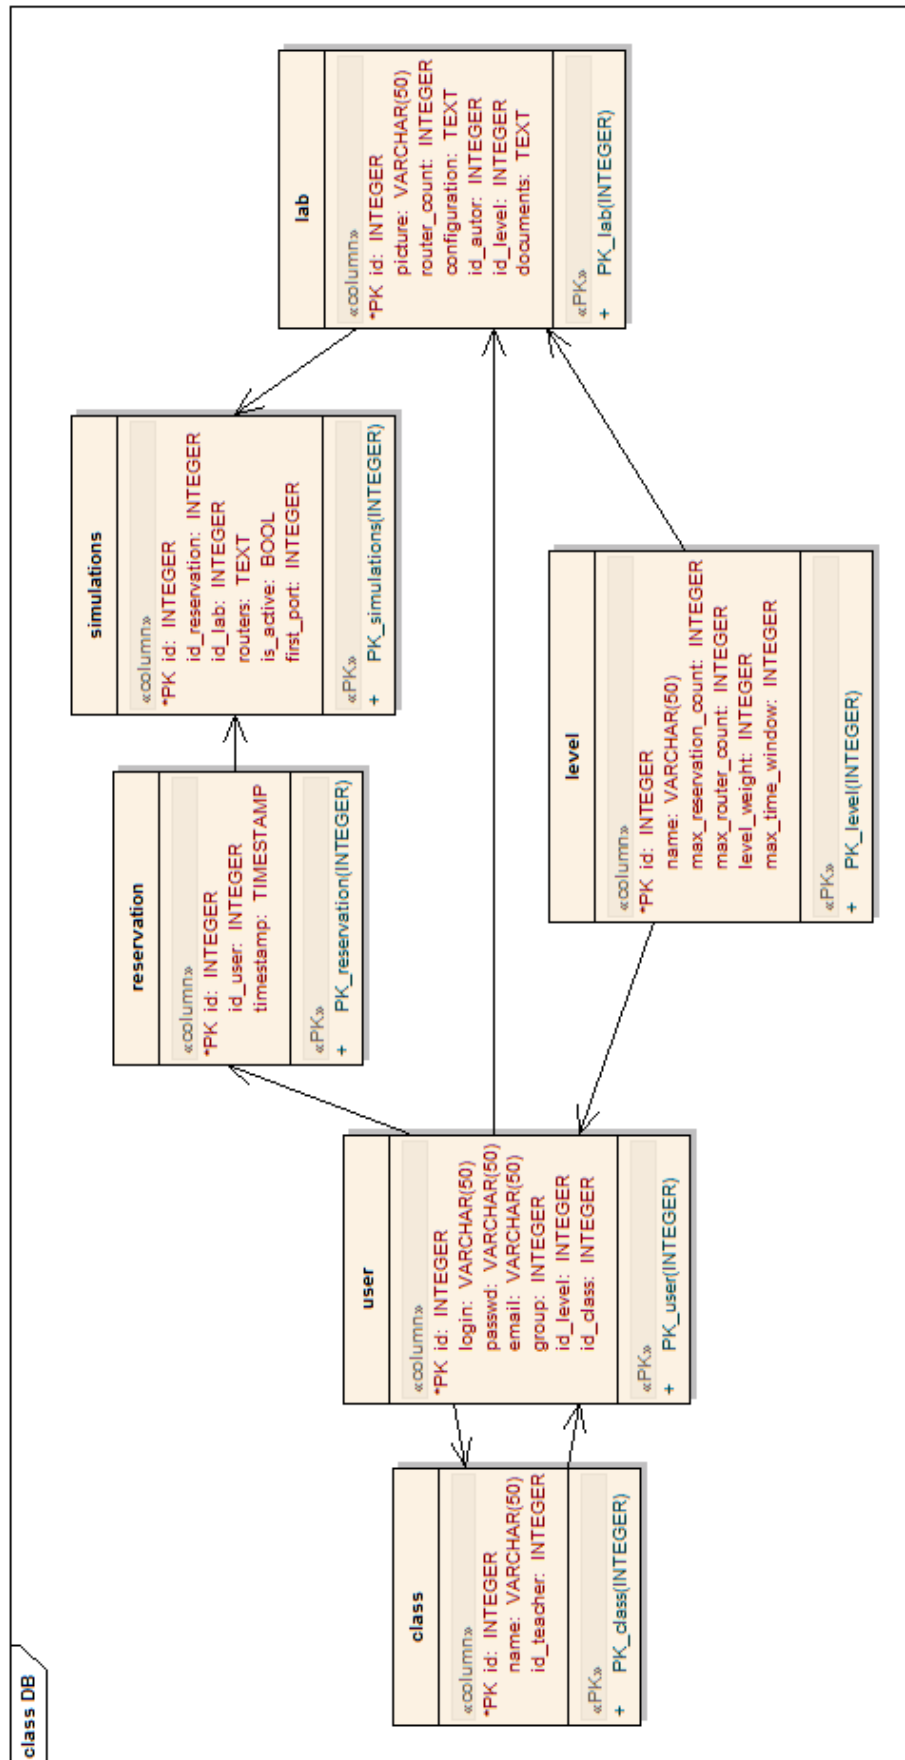 class DB
class
«column»
*PK id: INTEGER
name: VARCHAR(50)
id_teacher: INTEGER
«PK»
+ PK_class(INTEGER)
user
«column»
*PK id: INTEGER
login: VARCHAR(50)
passwd: VARCHAR(50)
email: VARCHAR(50)
group: INTEGER
id_level: INTEGER
id_class: INTEGER
«PK»
+ PK_user(INTEGER)
reservation
«column»
*PK id: INTEGER
id_user: INTEGER
timestamp: TIMESTAMP
«PK»
+ PK_reservation(INTEGER)
simulations
«column»
*PK id: INTEGER
id_reservation: INTEGER
id_lab: INTEGER
routers: TEXT
is_active: BOOL
first_port: INTEGER
«PK»
+ PK_simulations(INTEGER)
level
«column»
*PK id: INTEGER
name: VARCHAR(50)
max_reservation_count: INTEGER
max_router_count: INTEGER
level_weight: INTEGER
max_time_window: INTEGER
«PK»
+ PK_level(INTEGER)
lab
«column»
*PK id: INTEGER
picture: VARCHAR(50)
router_count: INTEGER
configuration: TEXT
id_autor: INTEGER
id_level: INTEGER
documents: TEXT
«PK»
+ PK_lab(INTEGER)